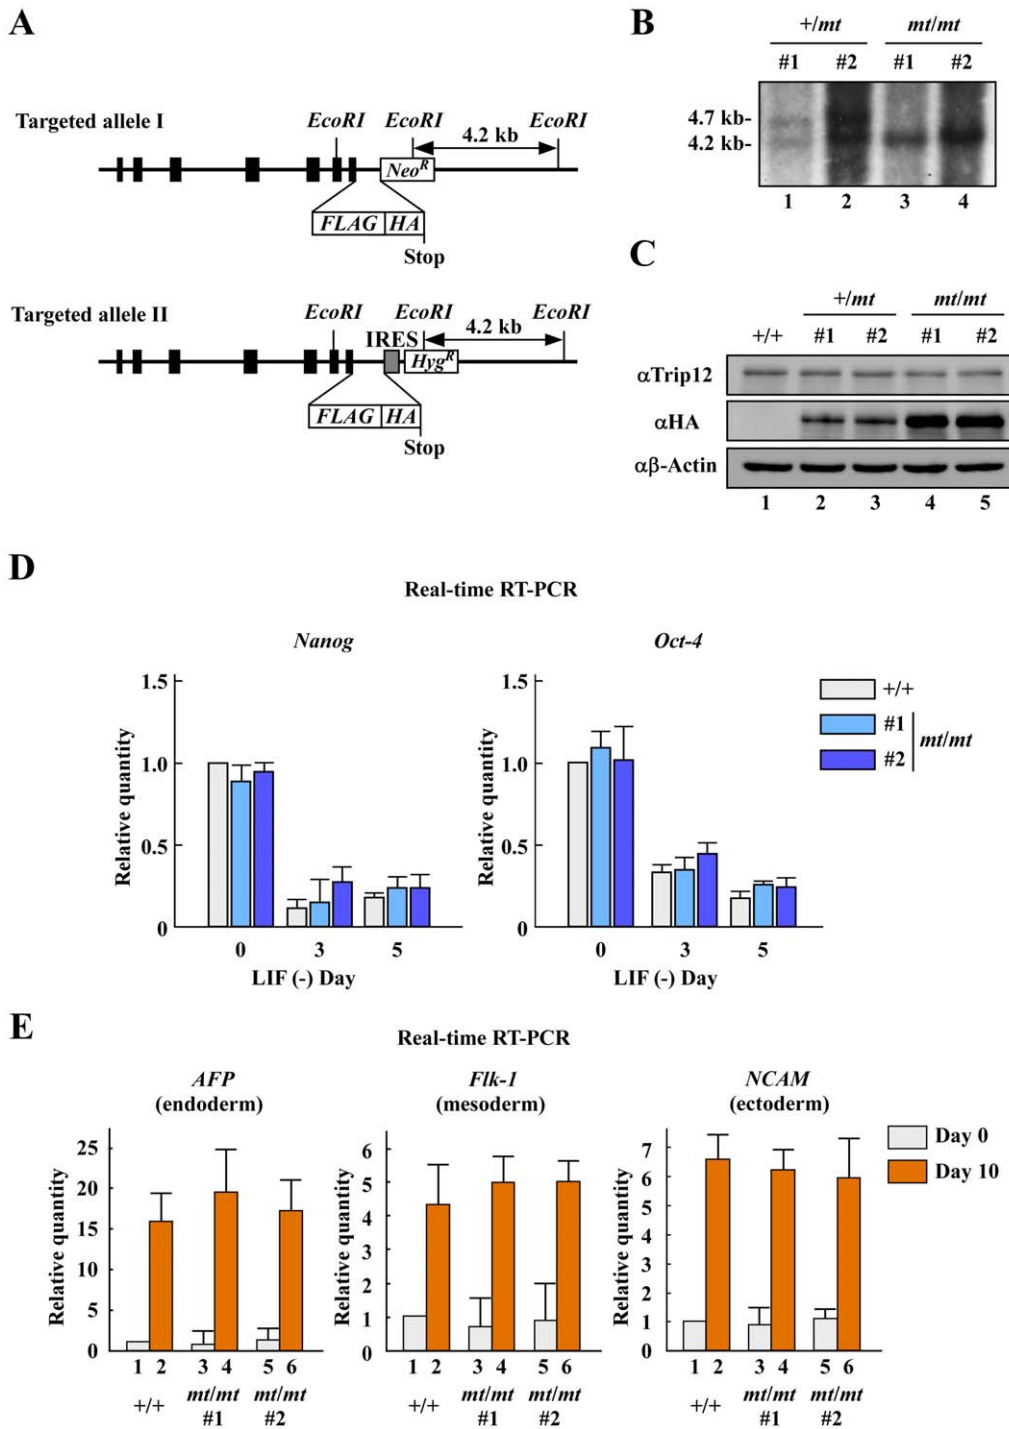 A
Targeted allele I
EcoRI EcoRI EcoRI
4.2 kb
Neo^R
FLAG HA
Stop
Targeted allele II
EcoRI EcoRI EcoRI
IRES 4.2 kb
Hyg^R
FLAG HA
Stop
B
+/mt mt/mt
#1 #2 #1 #2
4.7 kb-
4.2 kb-
1 2 3 4
C
+/mt mt/mt
+/+ #1 #2 #1 #2
αTrip12
αHA
αβ-Actin
1 2 3 4 5
D
Real-time RT-PCR
Nanog
Relative quantity
1.5
1.0
0.5
0
0 3 5
LIF (-) Day
Oct-4
Relative quantity
1.5
1.0
0.5
0
0 3 5
LIF (-) Day
+/+
#1
#2
mt/mt
E
Real-time RT-PCR
AFP
(endoderm)
Relative quantity
25
20
15
10
5
0
1 2 3 4 5 6
+/+ mt/mt mt/mt
#1 #2
Flk-1
(mesoderm)
Relative quantity
6
5
4
3
2
1
0
1 2 3 4 5 6
+/+ mt/mt mt/mt
#1 #2
NCAM
(ectoderm)
Relative quantity
7
6
5
4
3
2
1
0
1 2 3 4 5 6
+/+ mt/mt mt/mt
#1 #2
Day 0
Day 10